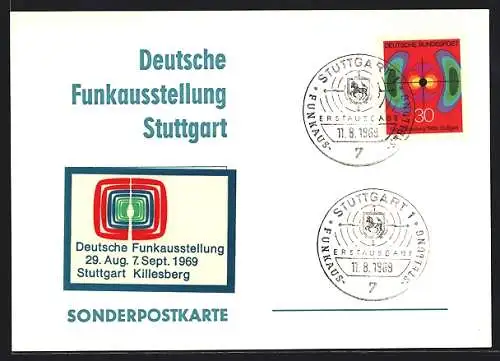 Deutsche
Funkausstellung
Stuttgart
Deutsche Funkausstellung
29. Aug. 7. Sept. 1969
Stuttgart Killesberg
SONDERPOSTKARTE
DEUTSCHE BUNDESPOST
30
STUTTGART 1
ERSTAUSGABE
11.8.1969
FUNKAUS-
7
STUTTGART 1
ERSTAUSGABE
11.8.1969
FUNKAUS- STELLUNG
7